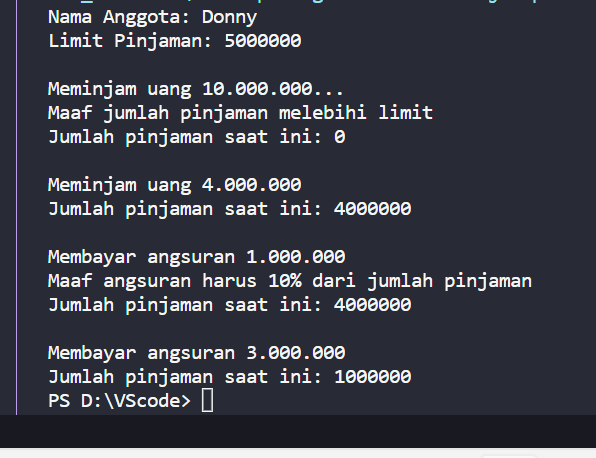 Nama Anggota: Donny
Limit Pinjaman: 5000000
Meminjam uang 10.000.000...
Maaf jumlah pinjaman melebihi limit
Jumlah pinjaman saat ini: 0
Meminjam uang 4.000.000
Jumlah pinjaman saat ini: 4000000
Membayar angsuran 1.000.000
Maaf angsuran harus 10% dari jumlah pinjaman
Jumlah pinjaman saat ini: 4000000
Membayar angsuran 3.000.000
Jumlah pinjaman saat ini: 1000000
PS D:\VScode>